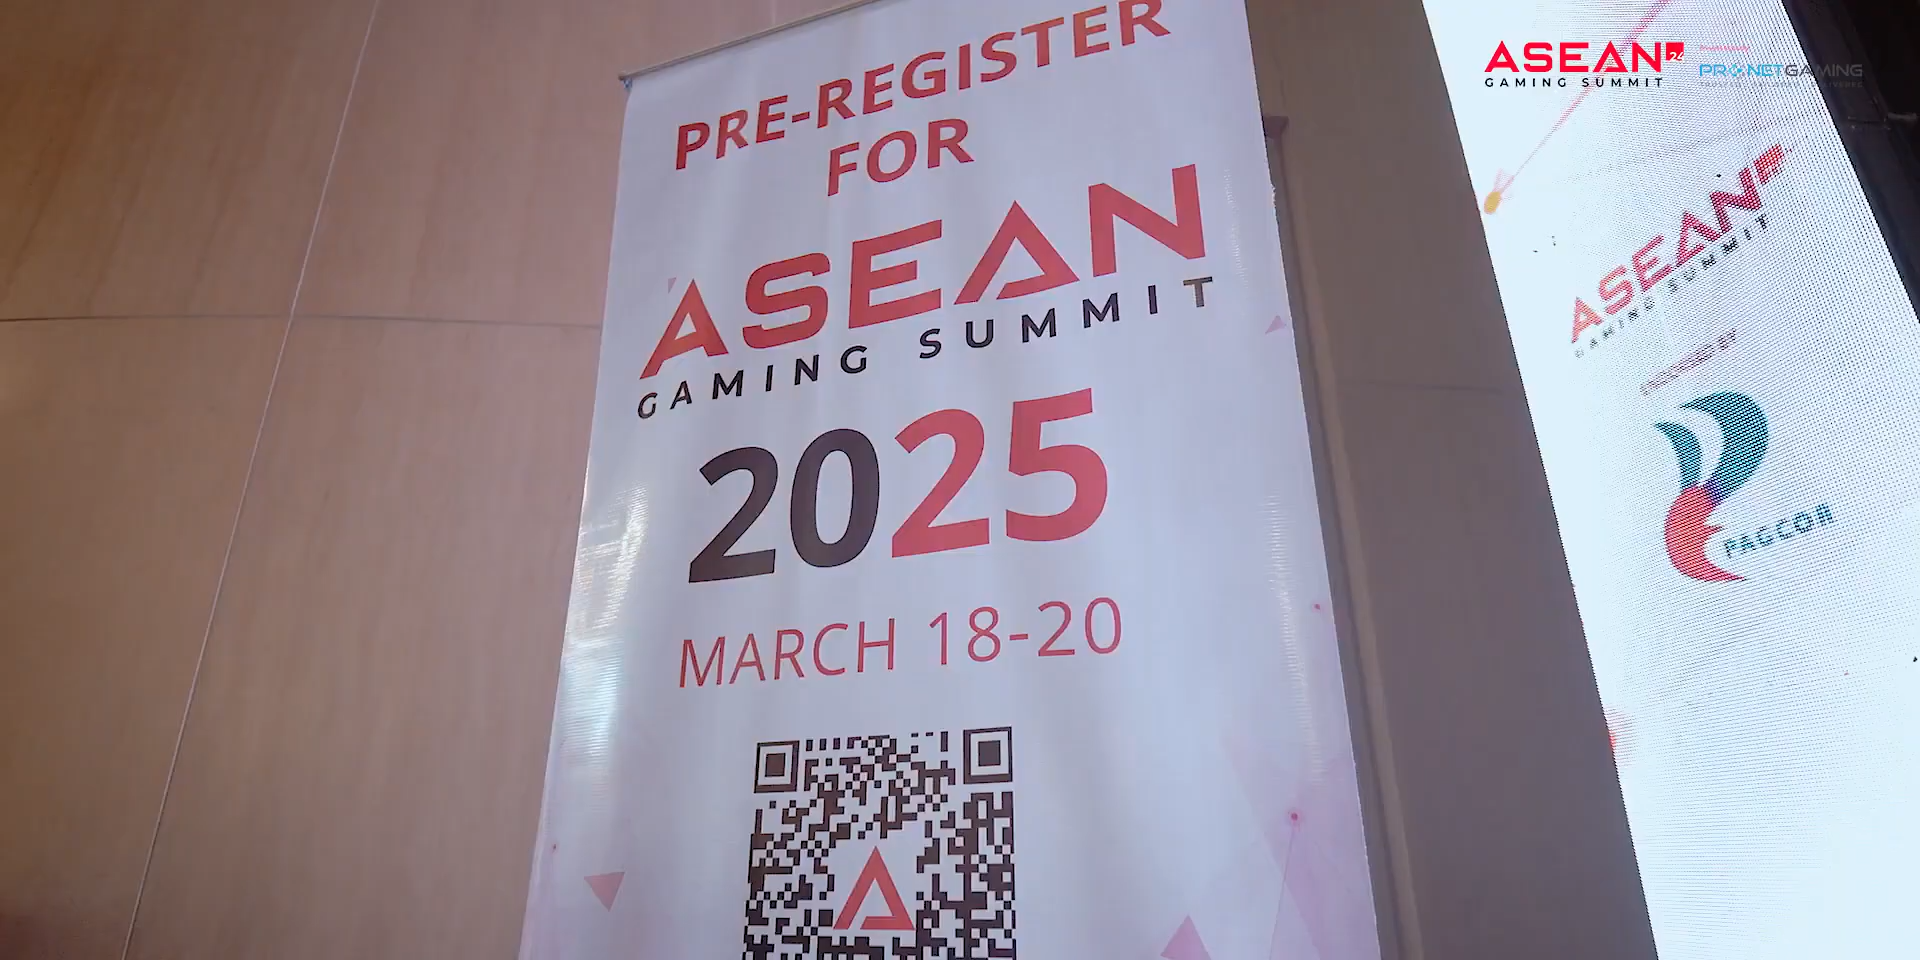 PRE-REGISTER
FOR
ASEAN
GAMING SUMMIT
2025
MARCH 18-20
ASEAN
GAMING SUMMIT
PRONETGAMING
ASEAN
GAMING SUMMIT
PAGCOR